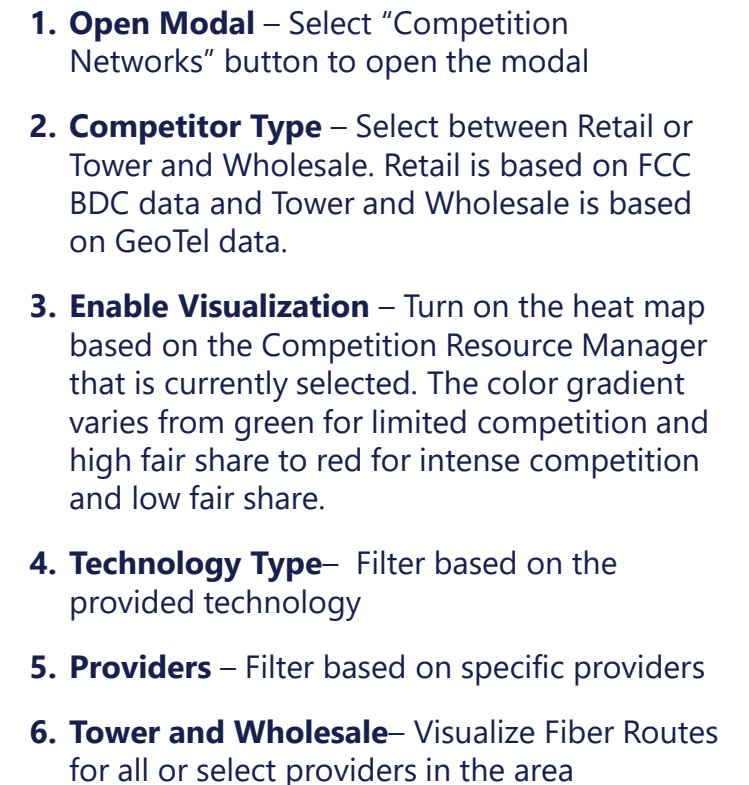 1. Open Modal – Select “Competition
Networks” button to open the modal
2. Competitor Type – Select between Retail or
Tower and Wholesale. Retail is based on FCC
BDC data and Tower and Wholesale is based
on GeoTel data.
3. Enable Visualization – Turn on the heat map
based on the Competition Resource Manager
that is currently selected. The color gradient
varies from green for limited competition and
high fair share to red for intense competition
and low fair share.
4. Technology Type–  Filter based on the
provided technology
5. Providers – Filter based on specific providers
6. Tower and Wholesale– Visualize Fiber Routes
for all or select providers in the area